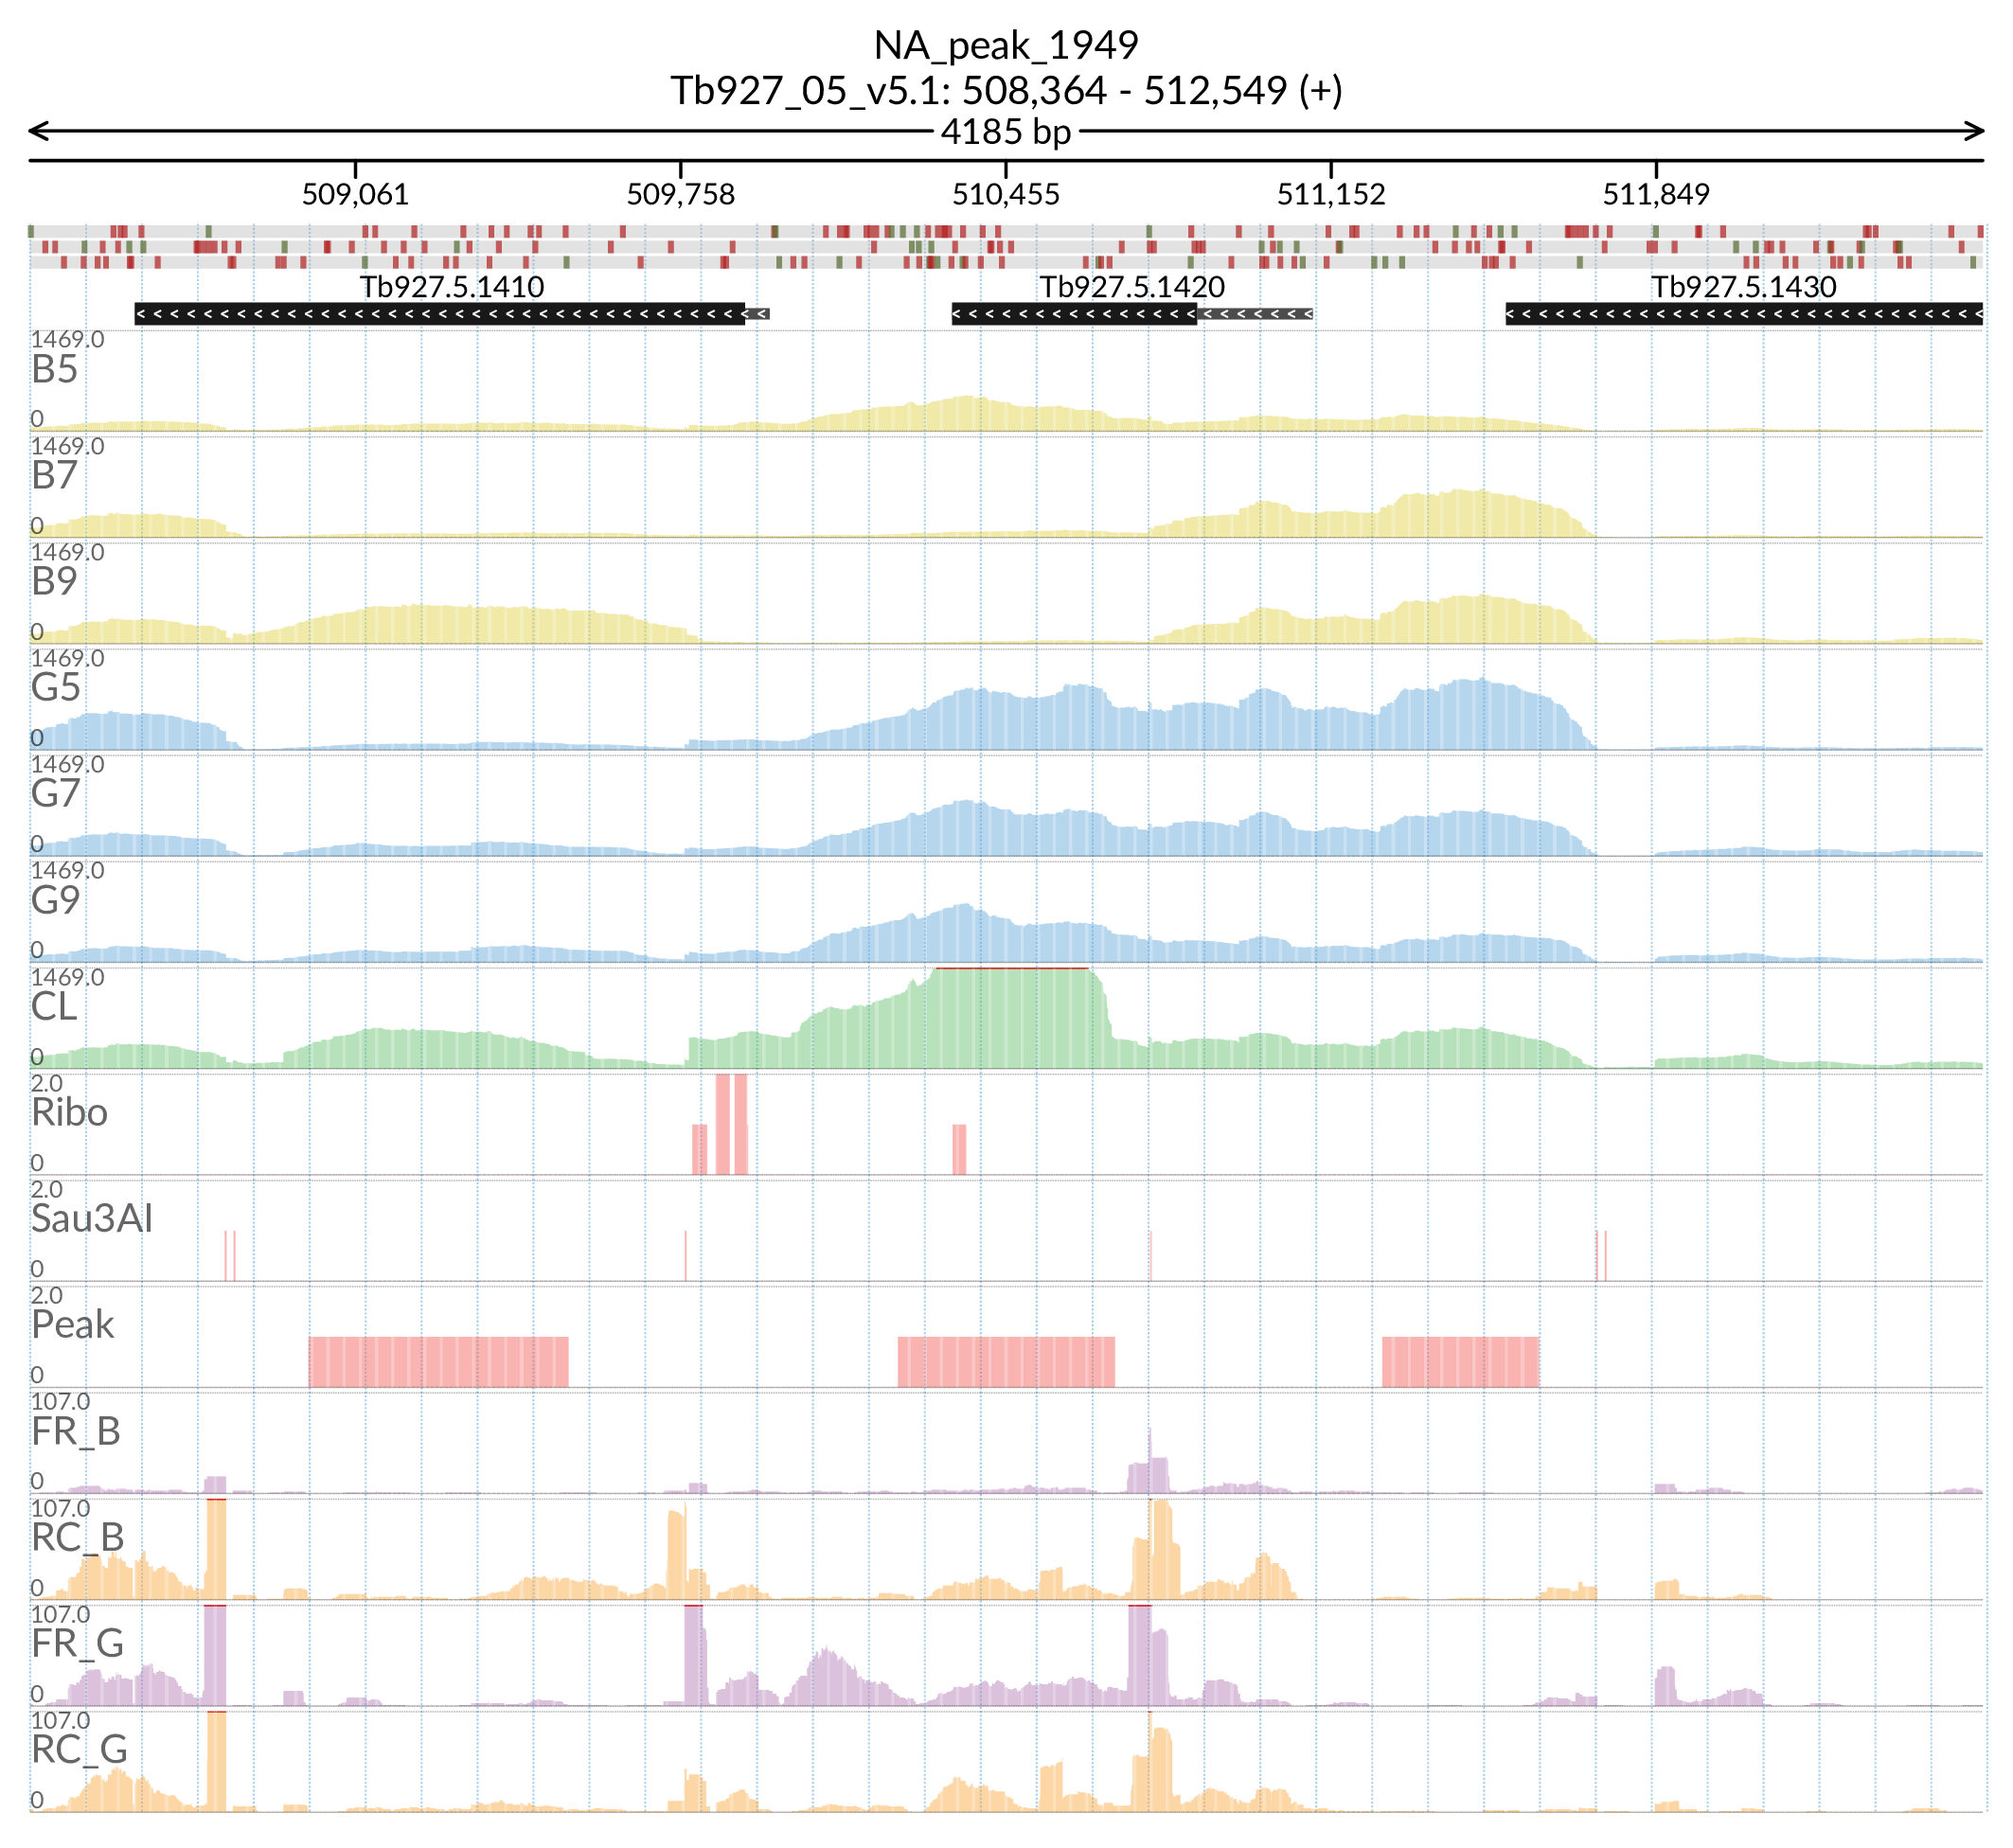 NA_peak_1949
Tb927_05_v5.1: 508,364 - 512,549 (+)
4185 bp
509,061 509,758 510,455 511,152 511,849
Tb927.5.1410 Tb927.5.1420 Tb927.5.1430
1469.0
B5
0
1469.0
B7
0
1469.0
B9
0
1469.0
G5
0
1469.0
G7
0
1469.0
G9
0
1469.0
CL
0
2.0
Ribo
0
2.0
Sau3AI
0
2.0
Peak
0
107.0
FR_B
0
107.0
RC_B
0
107.0
FR_G
0
107.0
RC_G
0